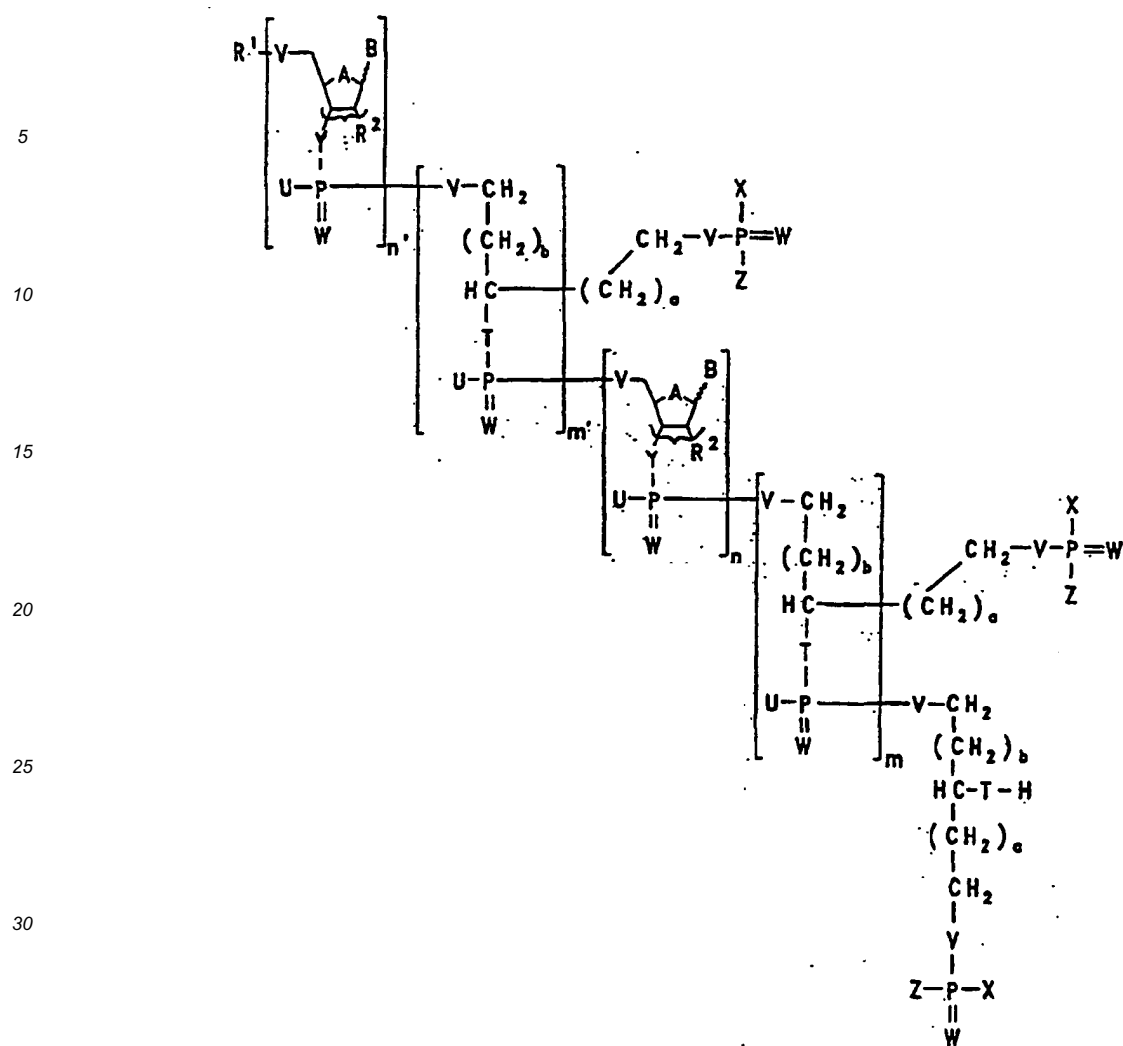 R¹ V A B
Y R²
5
U-P n' V-CH₂ X
W (CH₂)b CH₂-V-P=W
Z
10 HC (CH₂)a
T
U-P V A B
W m'
15 Y R²
U-P V-CH₂ X
W n (CH₂)b CH₂-V-P=W
Z
20 HC (CH₂)a
T
U-P V-CH₂
W m (CH₂)b
25 HC-T-H
(CH₂)a
CH₂
30 V
Z-P-X
W